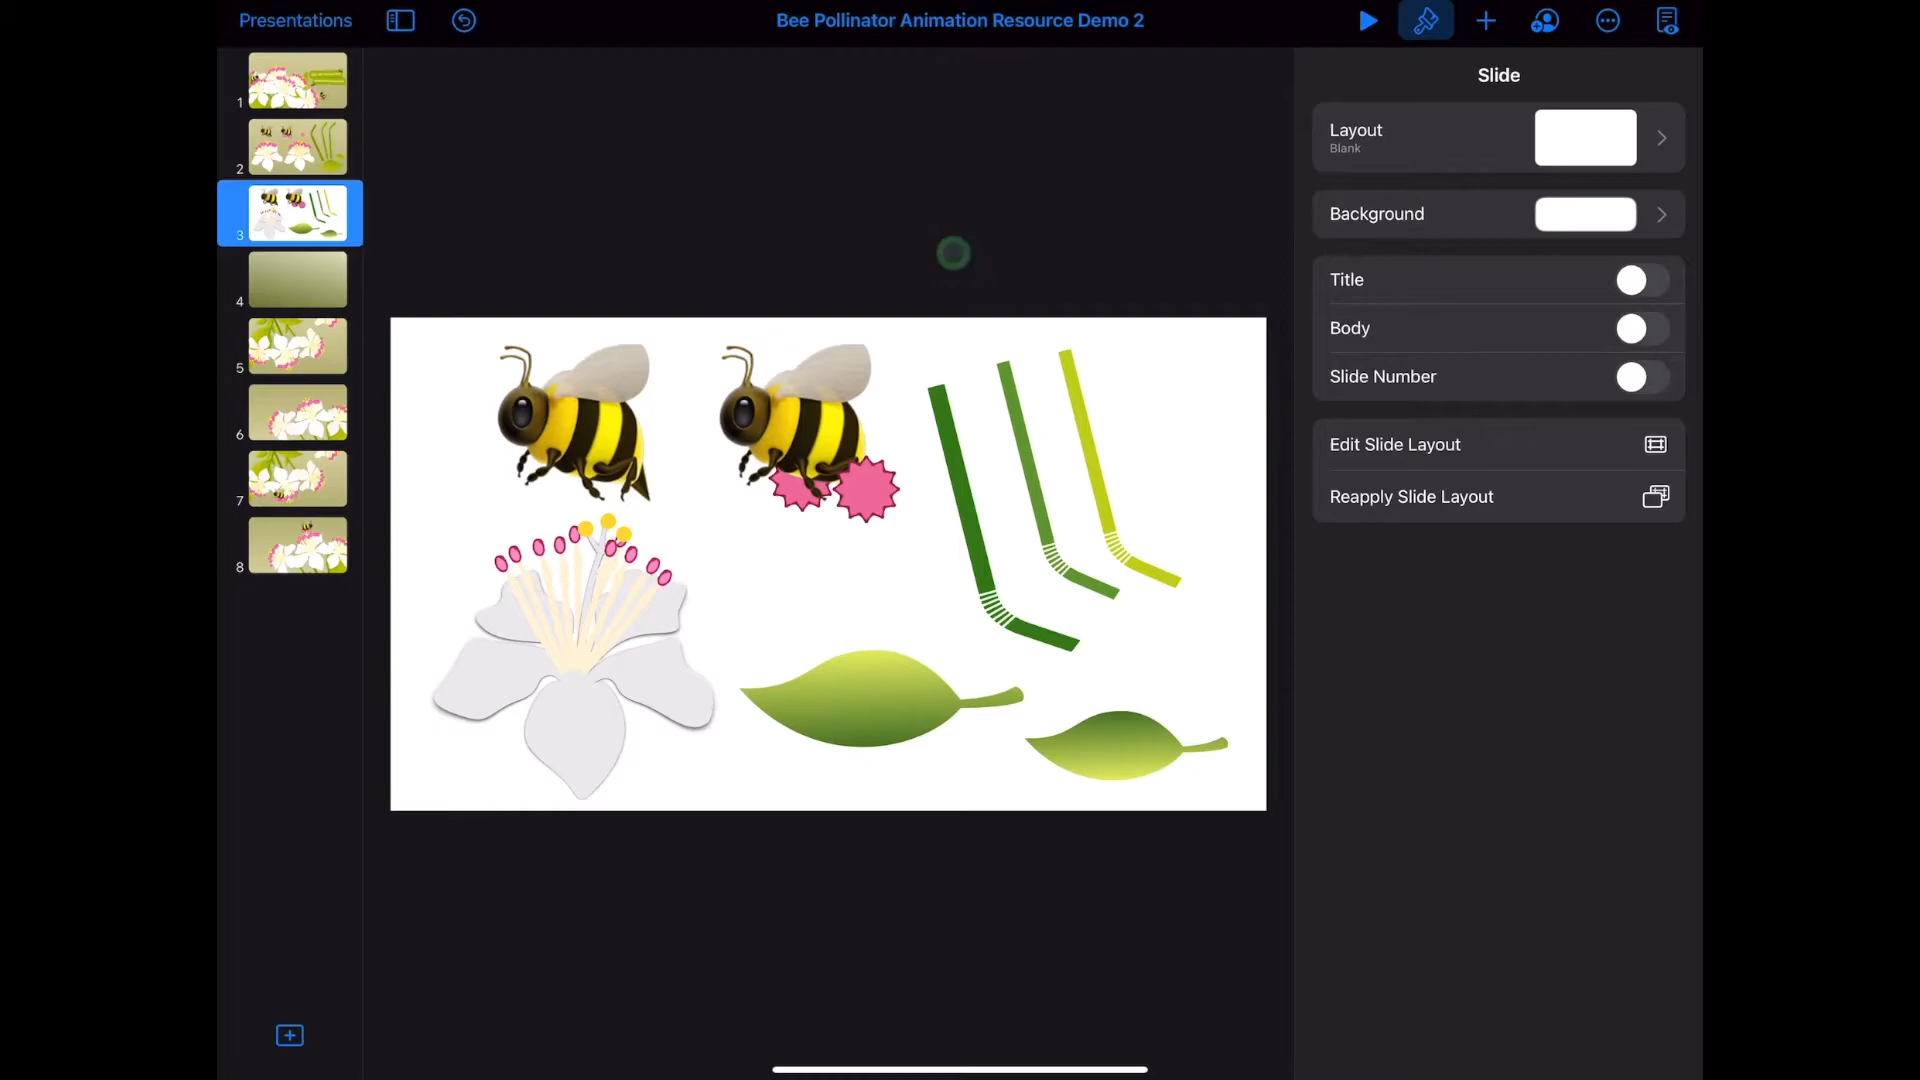 Presentations
Bee Pollinator Animation Resource Demo 2
1
2
3
4
5
6
7
8
Slide
Layout
Blank
Background
Title
Body
Slide Number
Edit Slide Layout
Reapply Slide Layout